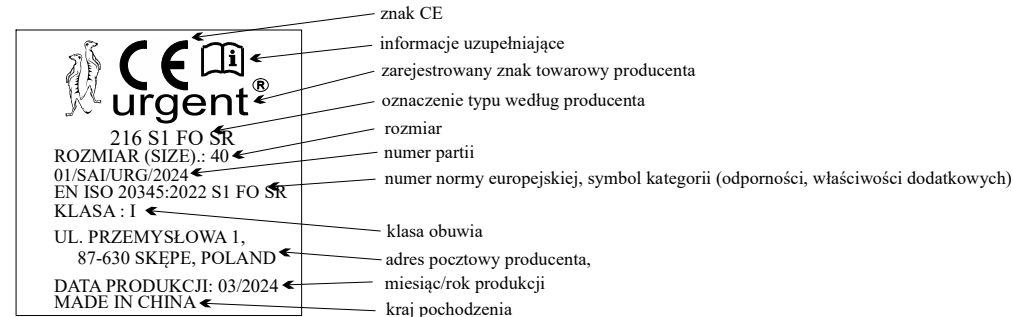 znak CE
CE i
informacje uzupełniające
urgent®
zarejestrowany znak towarowy producenta
oznaczenie typu według producenta
216 S1 FO SR
rozmiar
ROZMIAR (SIZE).: 40
numer partii
01/SAI/URG/2024
numer normy europejskiej, symbol kategorii (odporności, właściwości dodatkowych)
EN ISO 20345:2022 S1 FO SR
KLASA : I
klasa obuwia
UL. PRZEMYSŁOWA 1,
87-630 SKĘPE, POLAND
adres pocztowy producenta,
DATA PRODUKCJI: 03/2024
miesiąc/rok produkcji
MADE IN CHINA
kraj pochodzenia